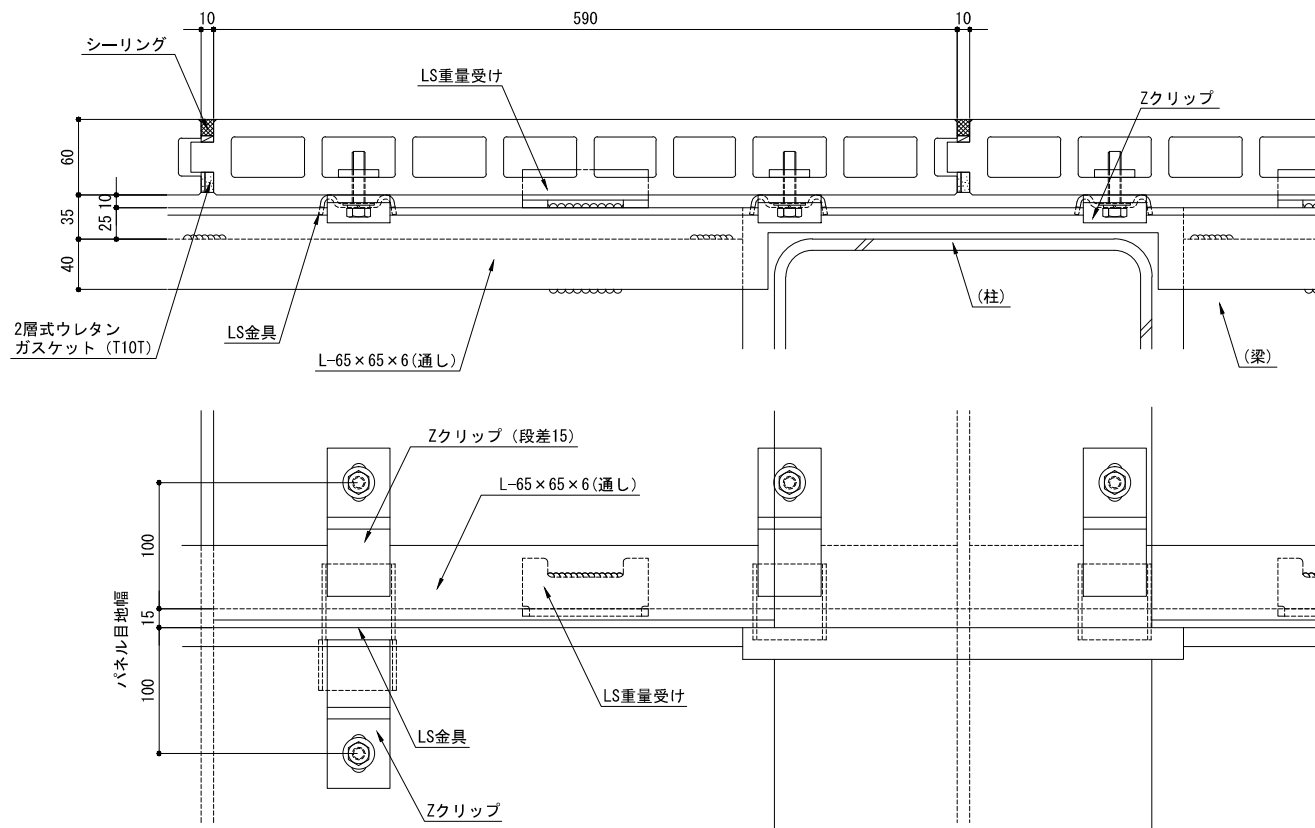 10
590
10
シーリング
LS重量受け
Zクリップ
60
10
35
25
40
(柱)
2層式ウレタン
ガスケット (T10T)
LS金具
L-65×65×6(通し)
(梁)
Zクリップ (段差15)
L-65×65×6(通し)
100
パネル目地幅
15
100
LS重量受け
LS金具
Zクリップ